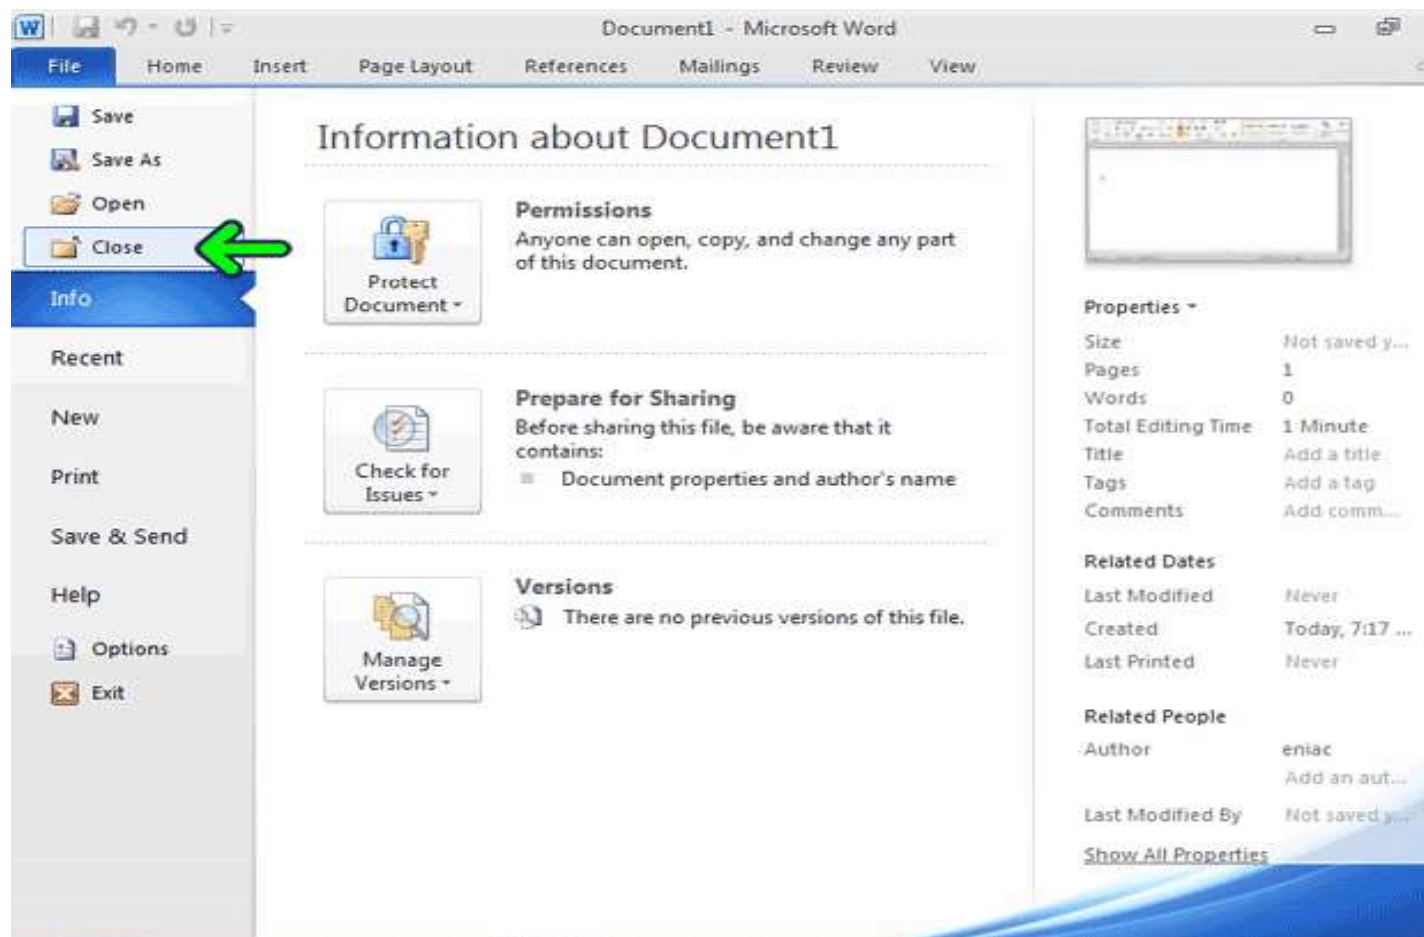 W
Document1 - Microsoft Word
File Home Insert Page Layout References Mailings Review View
Save
Save As
Open
Close
Info
Recent
New
Print
Save & Send
Help
Options
Exit
Information about Document1
Protect
Document
Permissions
Anyone can open, copy, and change any part
of this document.
Check for
Issues
Prepare for Sharing
Before sharing this file, be aware that it
contains:
Document properties and author's name
Manage
Versions
Versions
There are no previous versions of this file.
Properties
Size Not saved y...
Pages 1
Words 0
Total Editing Time 1 Minute
Title Add a title
Tags Add a tag
Comments Add comm...
Related Dates
Last Modified Never
Created Today, 7:17 ...
Last Printed Never
Related People
Author eniac
Add an aut...
Last Modified By Not saved y...
Show All Properties